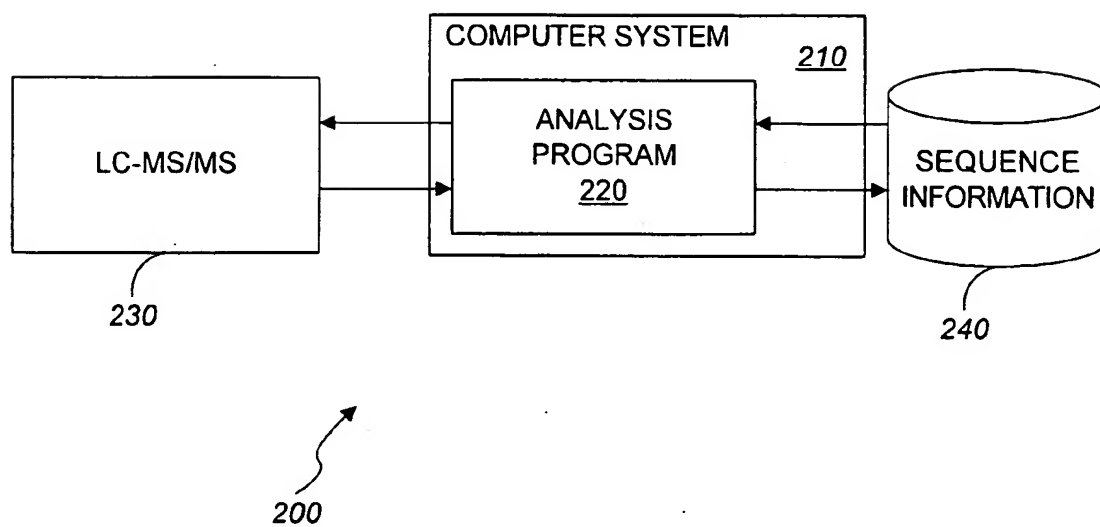 COMPUTER SYSTEM
210
LC-MS/MS
ANALYSIS
PROGRAM
220
SEQUENCE
INFORMATION
230
240
200